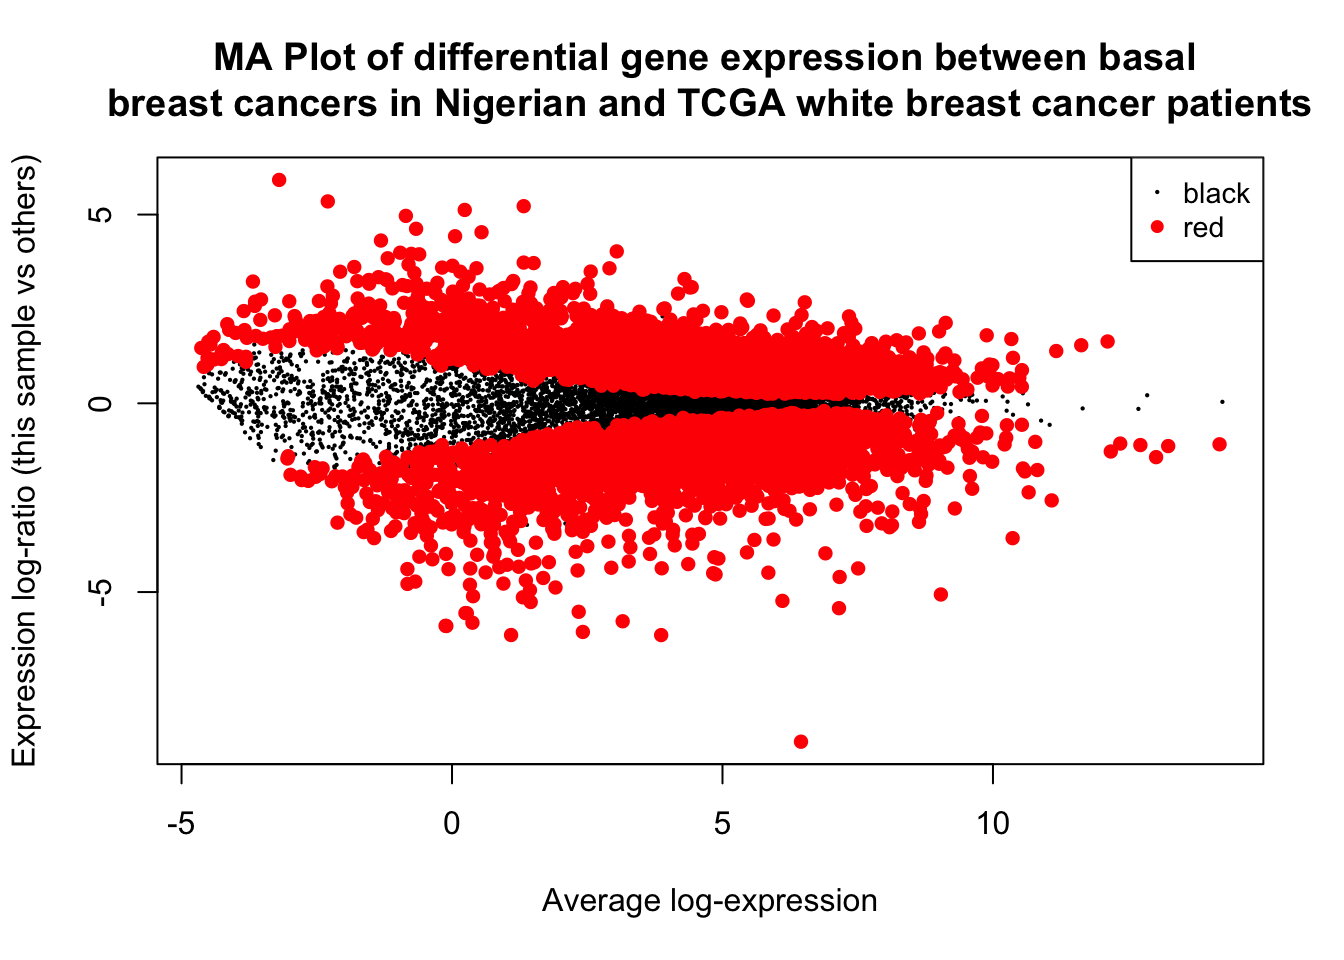 MA Plot of differential gene expression between basal
breast cancers in Nigerian and TCGA white breast cancer patients
Expression log-ratio (this sample vs others)
5
0
-5
black
red
-5
0
5
10
Average log-expression